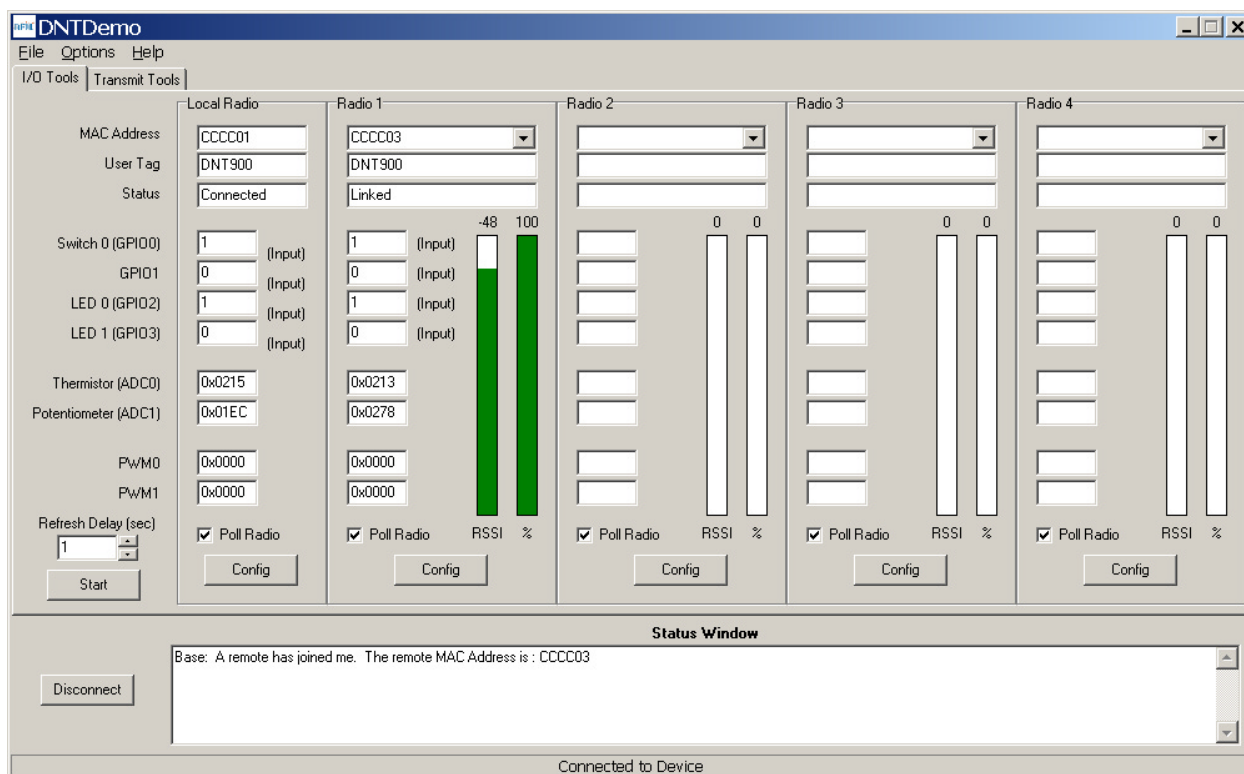 RFM DNTDemo
File Options Help
I/O Tools Transmit Tools
Local Radio Radio 1 Radio 2 Radio 3 Radio 4
MAC Address CCCC01 CCCC03
User Tag DNT900 DNT900
Status Connected Linked
-48 100 0 0 0 0 0 0
Switch 0 (GPIO0) 1 (Input) 1 (Input)
GPIO1 0 (Input) 0 (Input)
LED 0 (GPIO2) 1 (Input) 1 (Input)
LED 1 (GPIO3) 0 (Input) 0 (Input)
Thermistor (ADC0) 0x0215 0x0213
Potentiometer (ADC1) 0x01EC 0x0278
PWM0 0x0000 0x0000
PWM1 0x0000 0x0000
Refresh Delay (sec)
1 Poll Radio Poll Radio RSSI % Poll Radio RSSI % Poll Radio RSSI % Poll Radio RSSI %
Start Config Config Config Config Config
Status Window
Base: A remote has joined me. The remote MAC Address is : CCCC03
Disconnect
Connected to Device